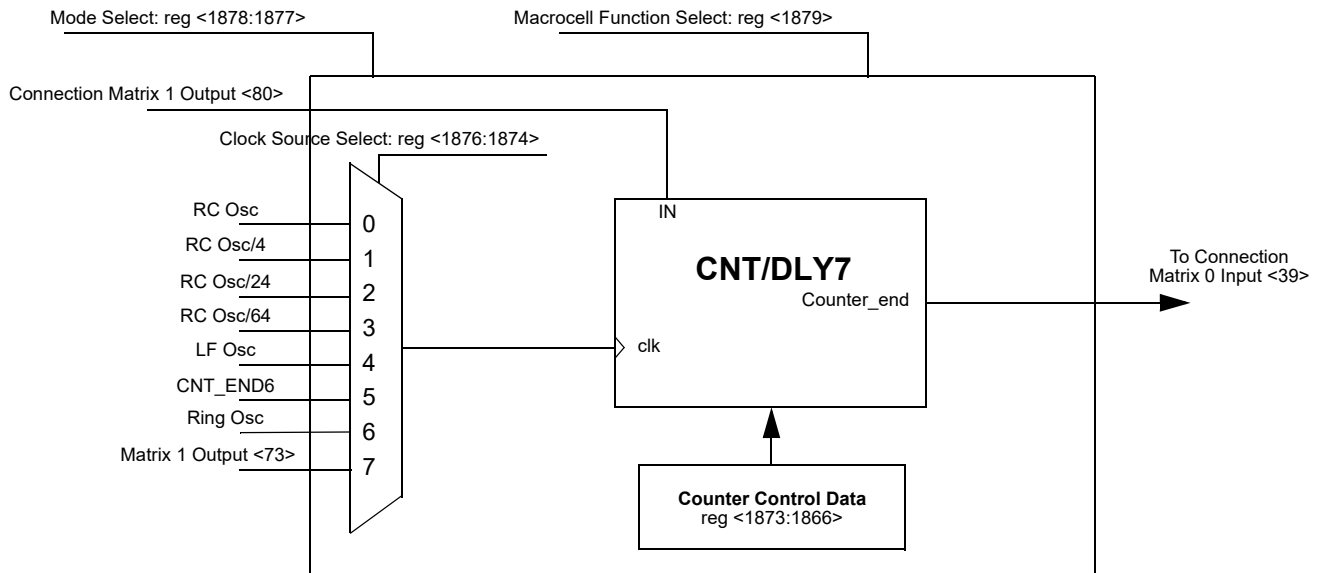 Mode Select: reg <1878:1877>
Macrocell Function Select: reg <1879>
Connection Matrix 1 Output <80>
Clock Source Select: reg <1876:1874>
RC Osc
0
RC Osc/4
1
RC Osc/24
2
RC Osc/64
3
LF Osc
4
CNT_END6
5
Ring Osc
6
Matrix 1 Output <73>
7
IN
CNT/DLY7
Counter_end
clk
To Connection
Matrix 0 Input <39>
Counter Control Data
reg <1873:1866>